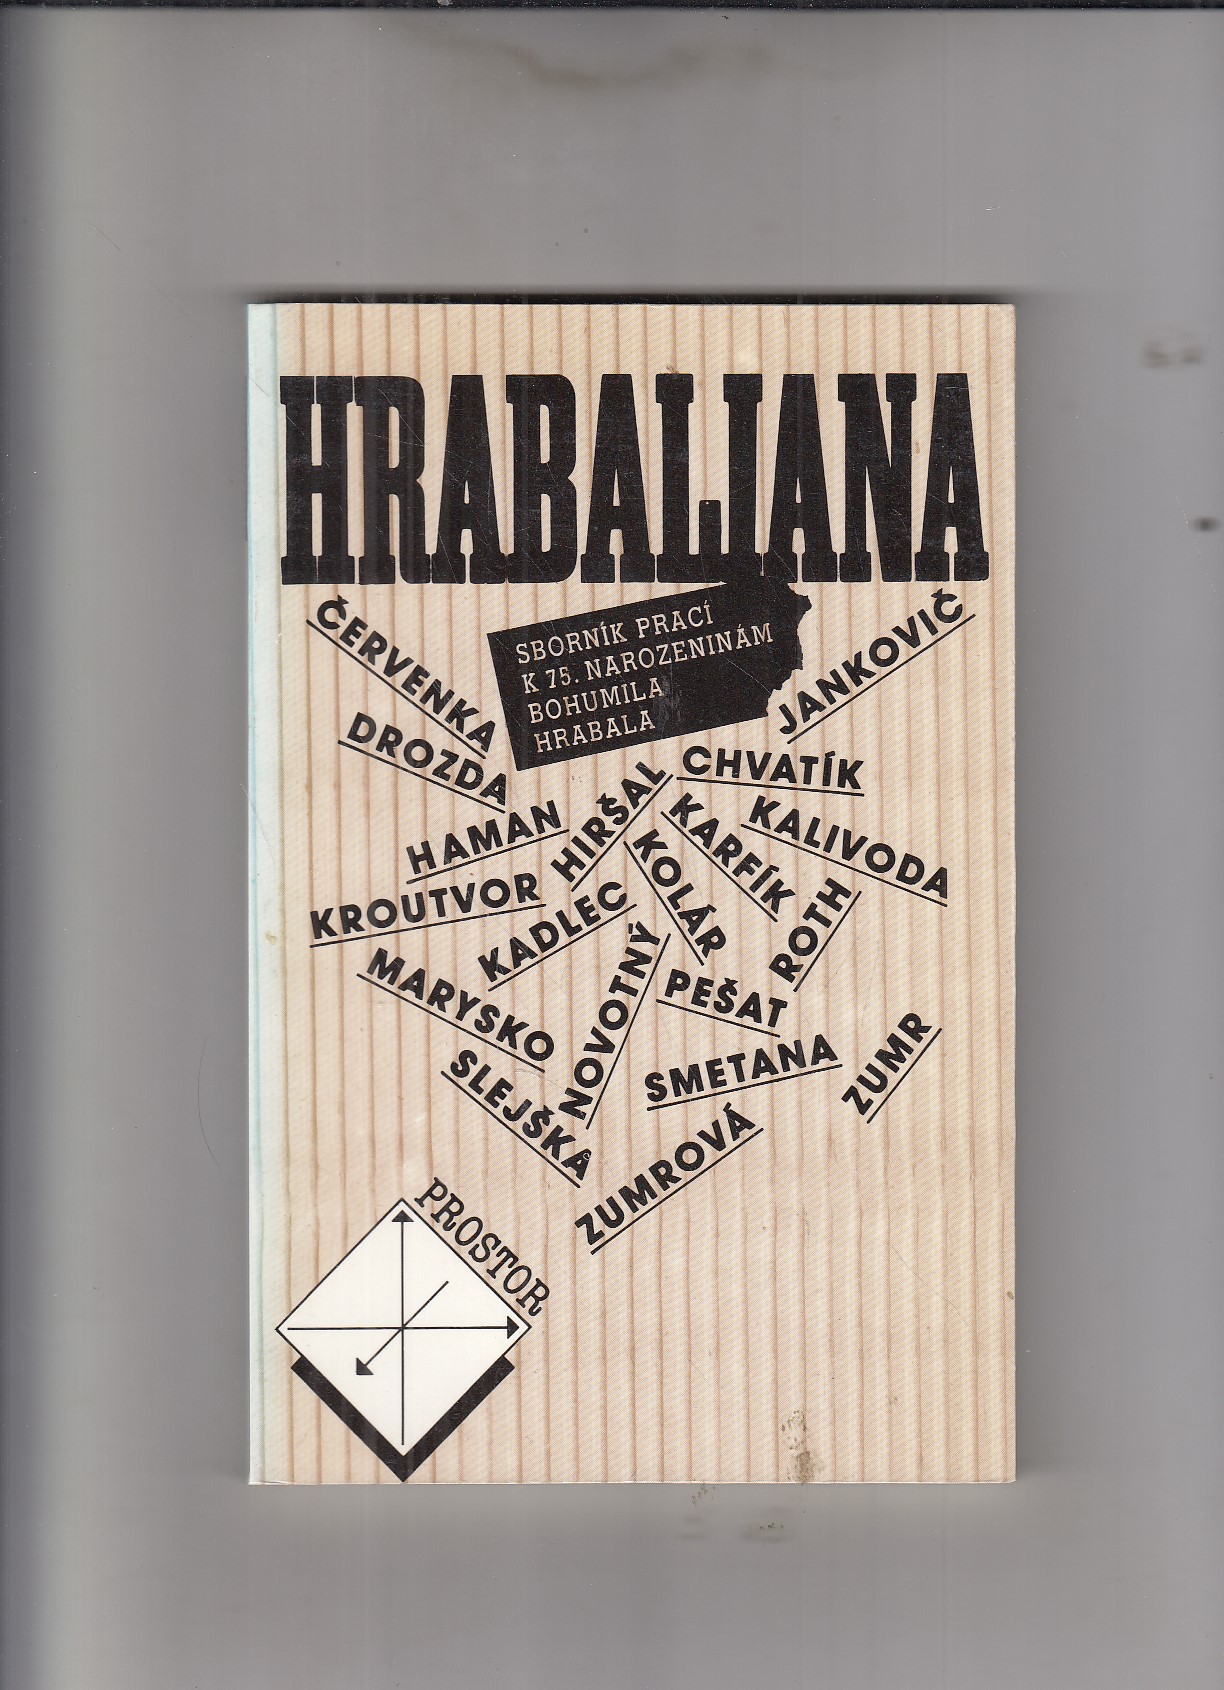 HRABALIANA
SBORNÍK PRACÍ
K 75. NAROZENINÁM
BOHUMILA
HRABALA
ČERVENKA
JANKOVIČ
DROZDA
CHVATÍK
HAMAN
HIRŠAL
KARFÍK
KALIVODA
KROUTVOR
KOLÁR
KADLEC
ROTH
MARYSKO
NOVOTNÝ
PEŠAT
SLEJŠKA
SMETANA
ZUMR
ZUMROVÁ
PROSTOR